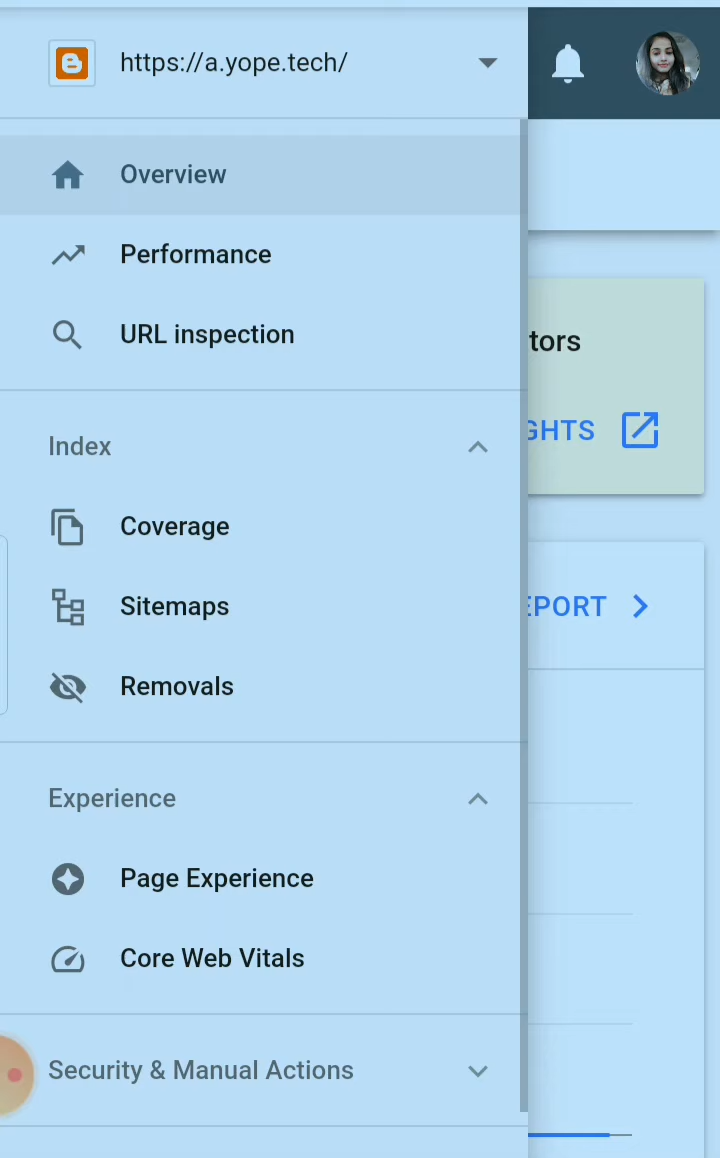 https://a.yope.tech/
Overview
Performance
URL inspection
tors
GHTS
Index
Coverage
Sitemaps
EPORT
Removals
Experience
Page Experience
Core Web Vitals
Security & Manual Actions